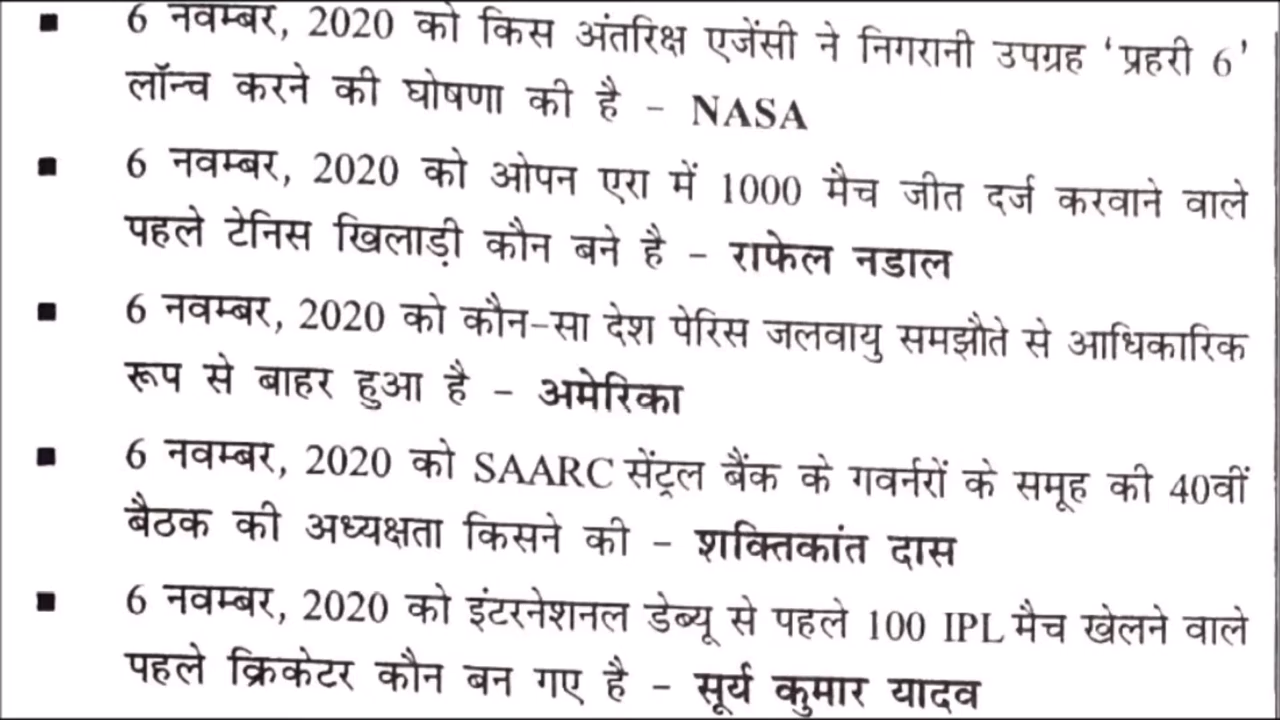 ▪ 6 नवम्बर, 2020 को किस अंतरिक्ष एजेंसी ने निगरानी उपग्रह ‘प्रहरी 6’
लॉन्च करने की घोषणा की है – NASA
▪ 6 नवम्बर, 2020 को ओपन एरा में 1000 मैच जीत दर्ज करवाने वाले
पहले टेनिस खिलाड़ी कौन बने है – राफेल नडाल
▪ 6 नवम्बर, 2020 को कौन-सा देश पेरिस जलवायु समझौते से आधिकारिक
रूप से बाहर हुआ है – अमेरिका
▪ 6 नवम्बर, 2020 को SAARC सेंट्रल बैंक के गवर्नरों के समूह की 40वीं
बैठक की अध्यक्षता किसने की – शक्तिकांत दास
▪ 6 नवम्बर, 2020 को इंटरनेशनल डेब्यू से पहले 100 IPL मैच खेलने वाले
पहले क्रिकेटर कौन बन गए है – सूर्य कुमार यादव